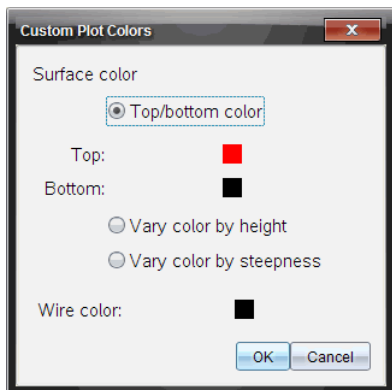 Custom Plot Colors
Surface color
Top/bottom color
Top:
Bottom:
Vary color by height
Vary color by steepness
Wire color:
OK Cancel